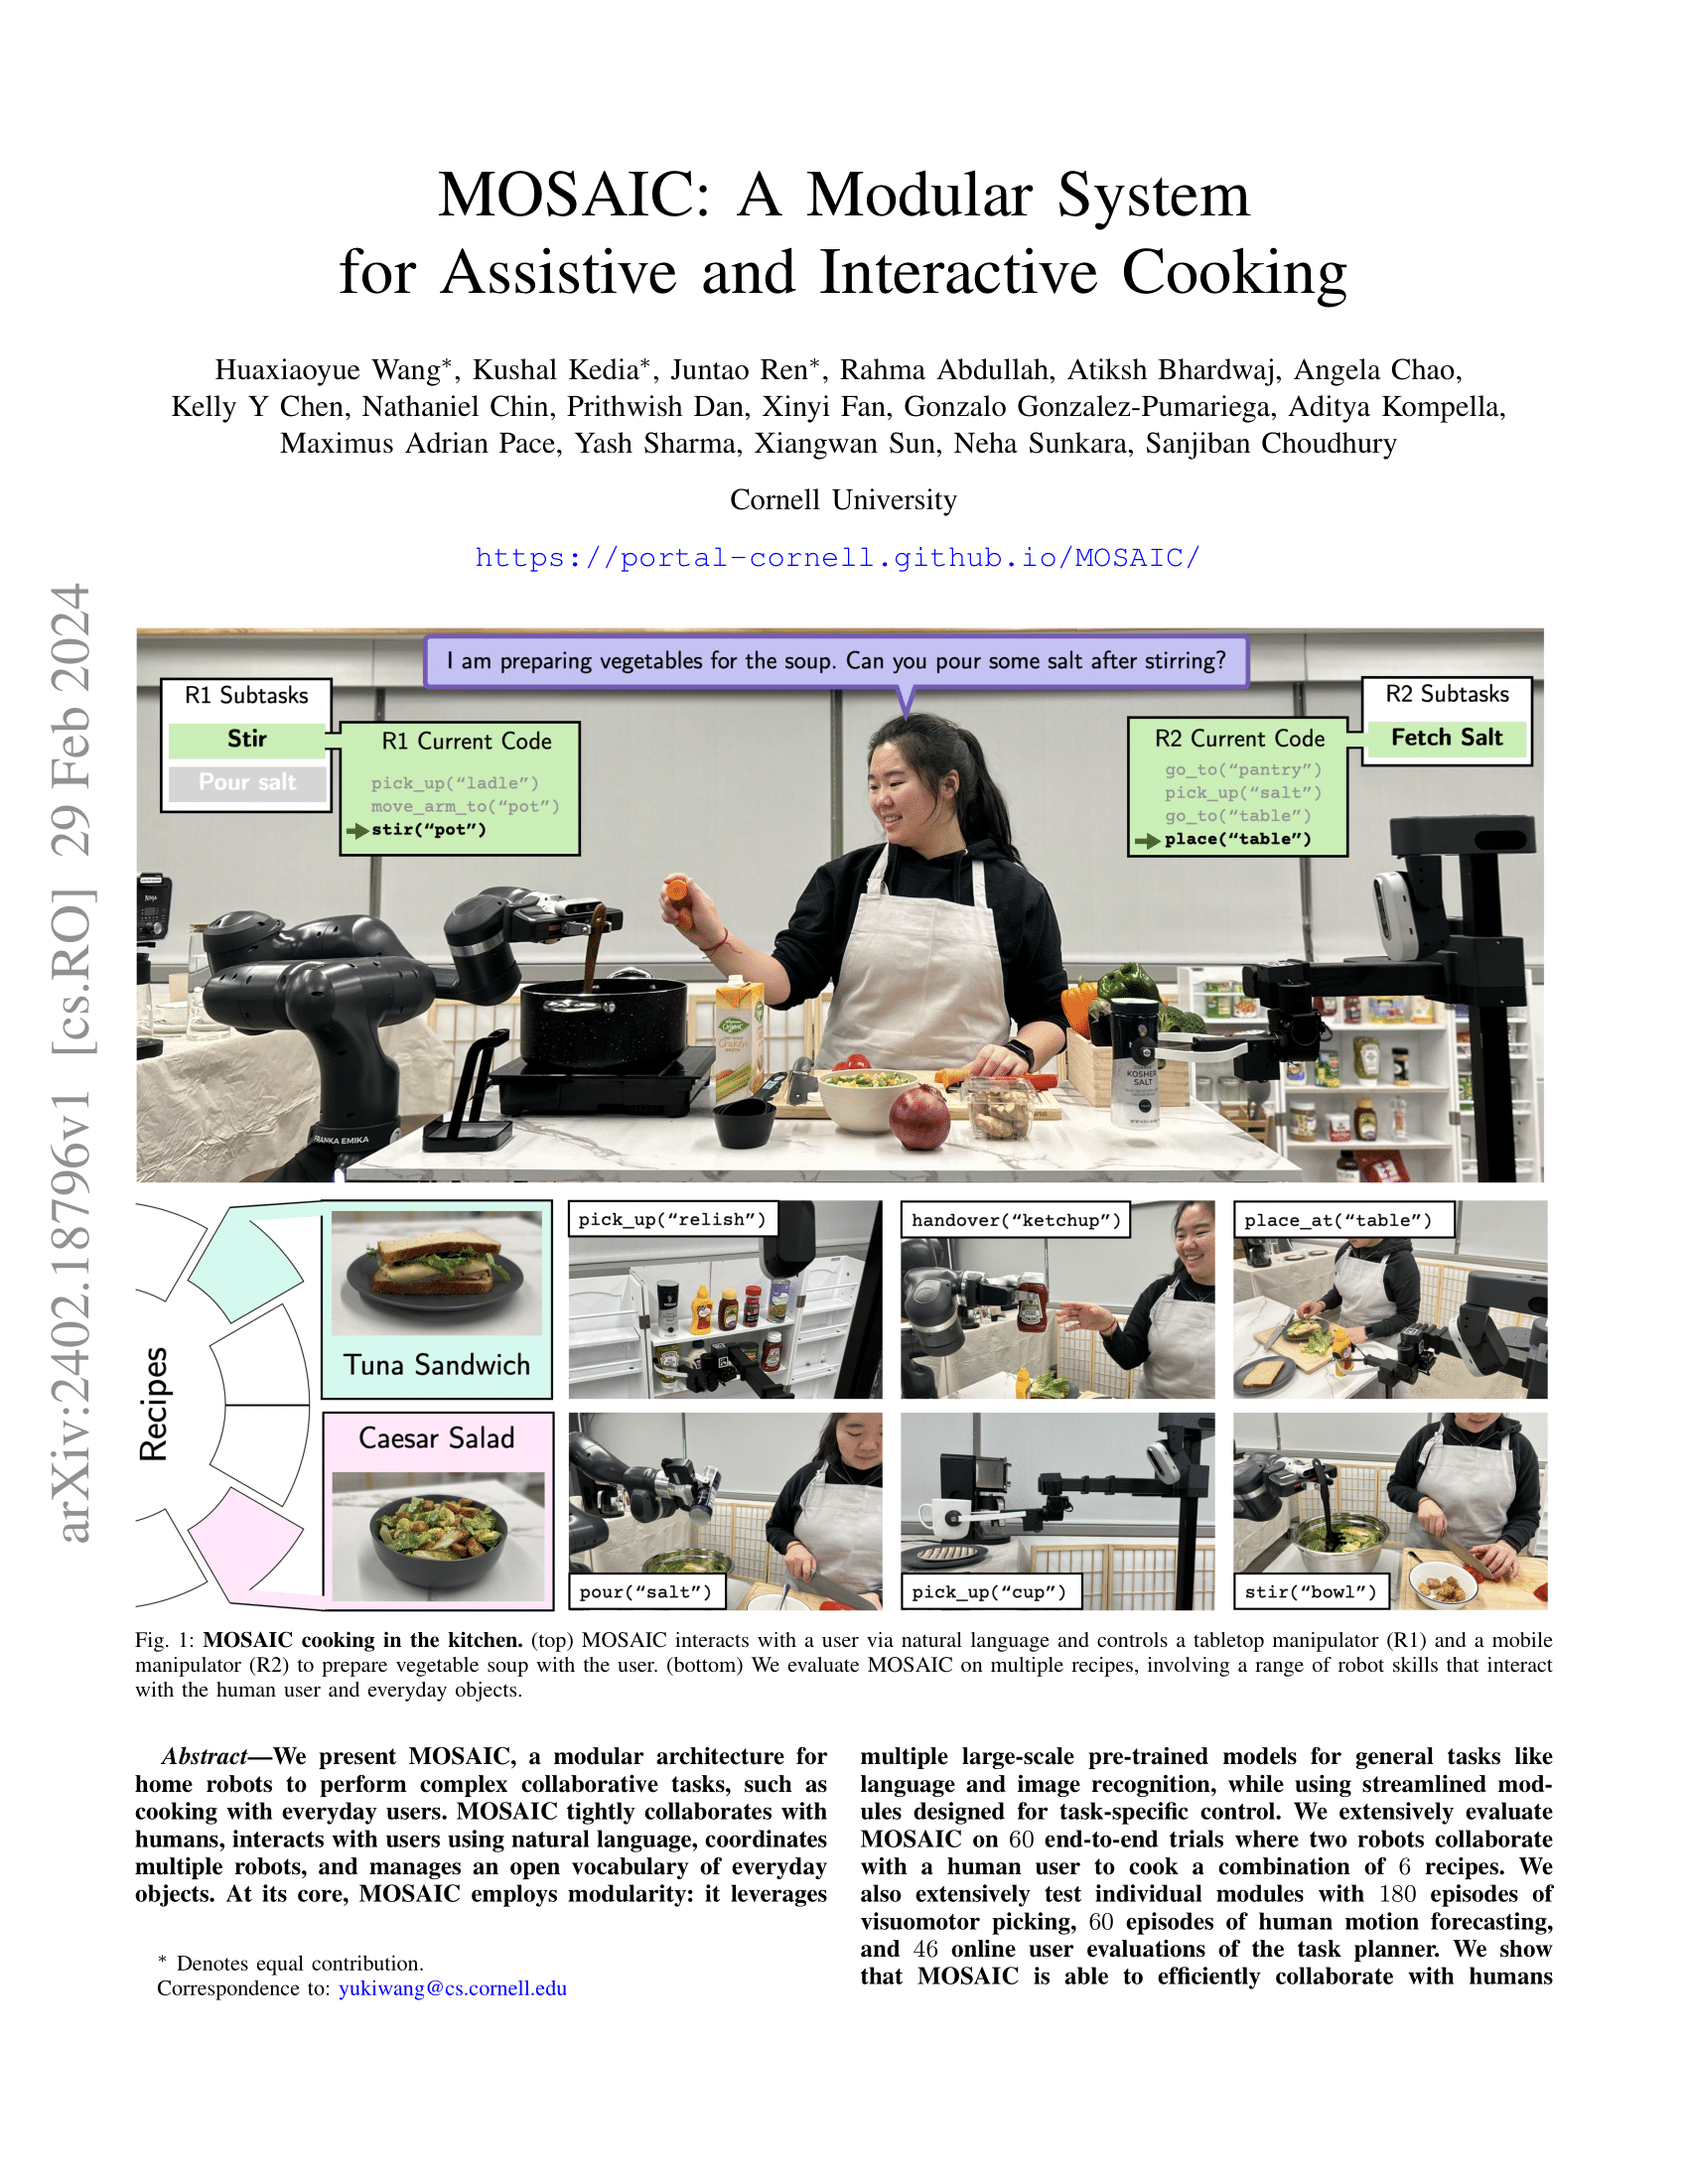 MOSAIC: A Modular System
for Assistive and Interactive Cooking
Huaxiaoyue Wang*, Kushal Kedia*, Juntao Ren*, Rahma Abdullah, Atiksh Bhardwaj, Angela Chao,
Kelly Y Chen, Nathaniel Chin, Prithwish Dan, Xinyi Fan, Gonzalo Gonzalez-Pumariega, Aditya Kompella,
Maximus Adrian Pace, Yash Sharma, Xiangwan Sun, Neha Sunkara, Sanjiban Choudhury
Cornell University
https://portal-cornell.github.io/MOSAIC/
arXiv:2402.18796v1 [cs.RO] 29 Feb 2024
I am preparing vegetables for the soup. Can you pour some salt after stirring?
R1 Subtasks
Stir
Pour salt
R1 Current Code
pick_up(“ladle”)
move_arm_to(“pot”)
stir(“pot”)
R2 Current Code
go_to(“pantry”)
pick_up(“salt”)
go_to(“table”)
place(“table”)
R2 Subtasks
Fetch Salt
NINJA
Organic
Chicken
KOSHER
SALT
FRANKA EMIKA
Recipes
Tuna Sandwich
Caesar Salad
pick_up(“relish”)
handover(“ketchup”)
place_at(“table”)
pour(“salt”)
pick_up(“cup”)
stir(“bowl”)
Fig. 1: MOSAIC cooking in the kitchen. (top) MOSAIC interacts with a user via natural language and controls a tabletop manipulator (R1) and a mobile
manipulator (R2) to prepare vegetable soup with the user. (bottom) We evaluate MOSAIC on multiple recipes, involving a range of robot skills that interact
with the human user and everyday objects.
Abstract—We present MOSAIC, a modular architecture for
home robots to perform complex collaborative tasks, such as
cooking with everyday users. MOSAIC tightly collaborates with
humans, interacts with users using natural language, coordinates
multiple robots, and manages an open vocabulary of everyday
objects. At its core, MOSAIC employs modularity: it leverages
* Denotes equal contribution.
Correspondence to: yukiwang@cs.cornell.edu
multiple large-scale pre-trained models for general tasks like
language and image recognition, while using streamlined mod-
ules designed for task-specific control. We extensively evaluate
MOSAIC on 60 end-to-end trials where two robots collaborate
with a human user to cook a combination of 6 recipes. We
also extensively test individual modules with 180 episodes of
visuomotor picking, 60 episodes of human motion forecasting,
and 46 online user evaluations of the task planner. We show
that MOSAIC is able to efficiently collaborate with humans